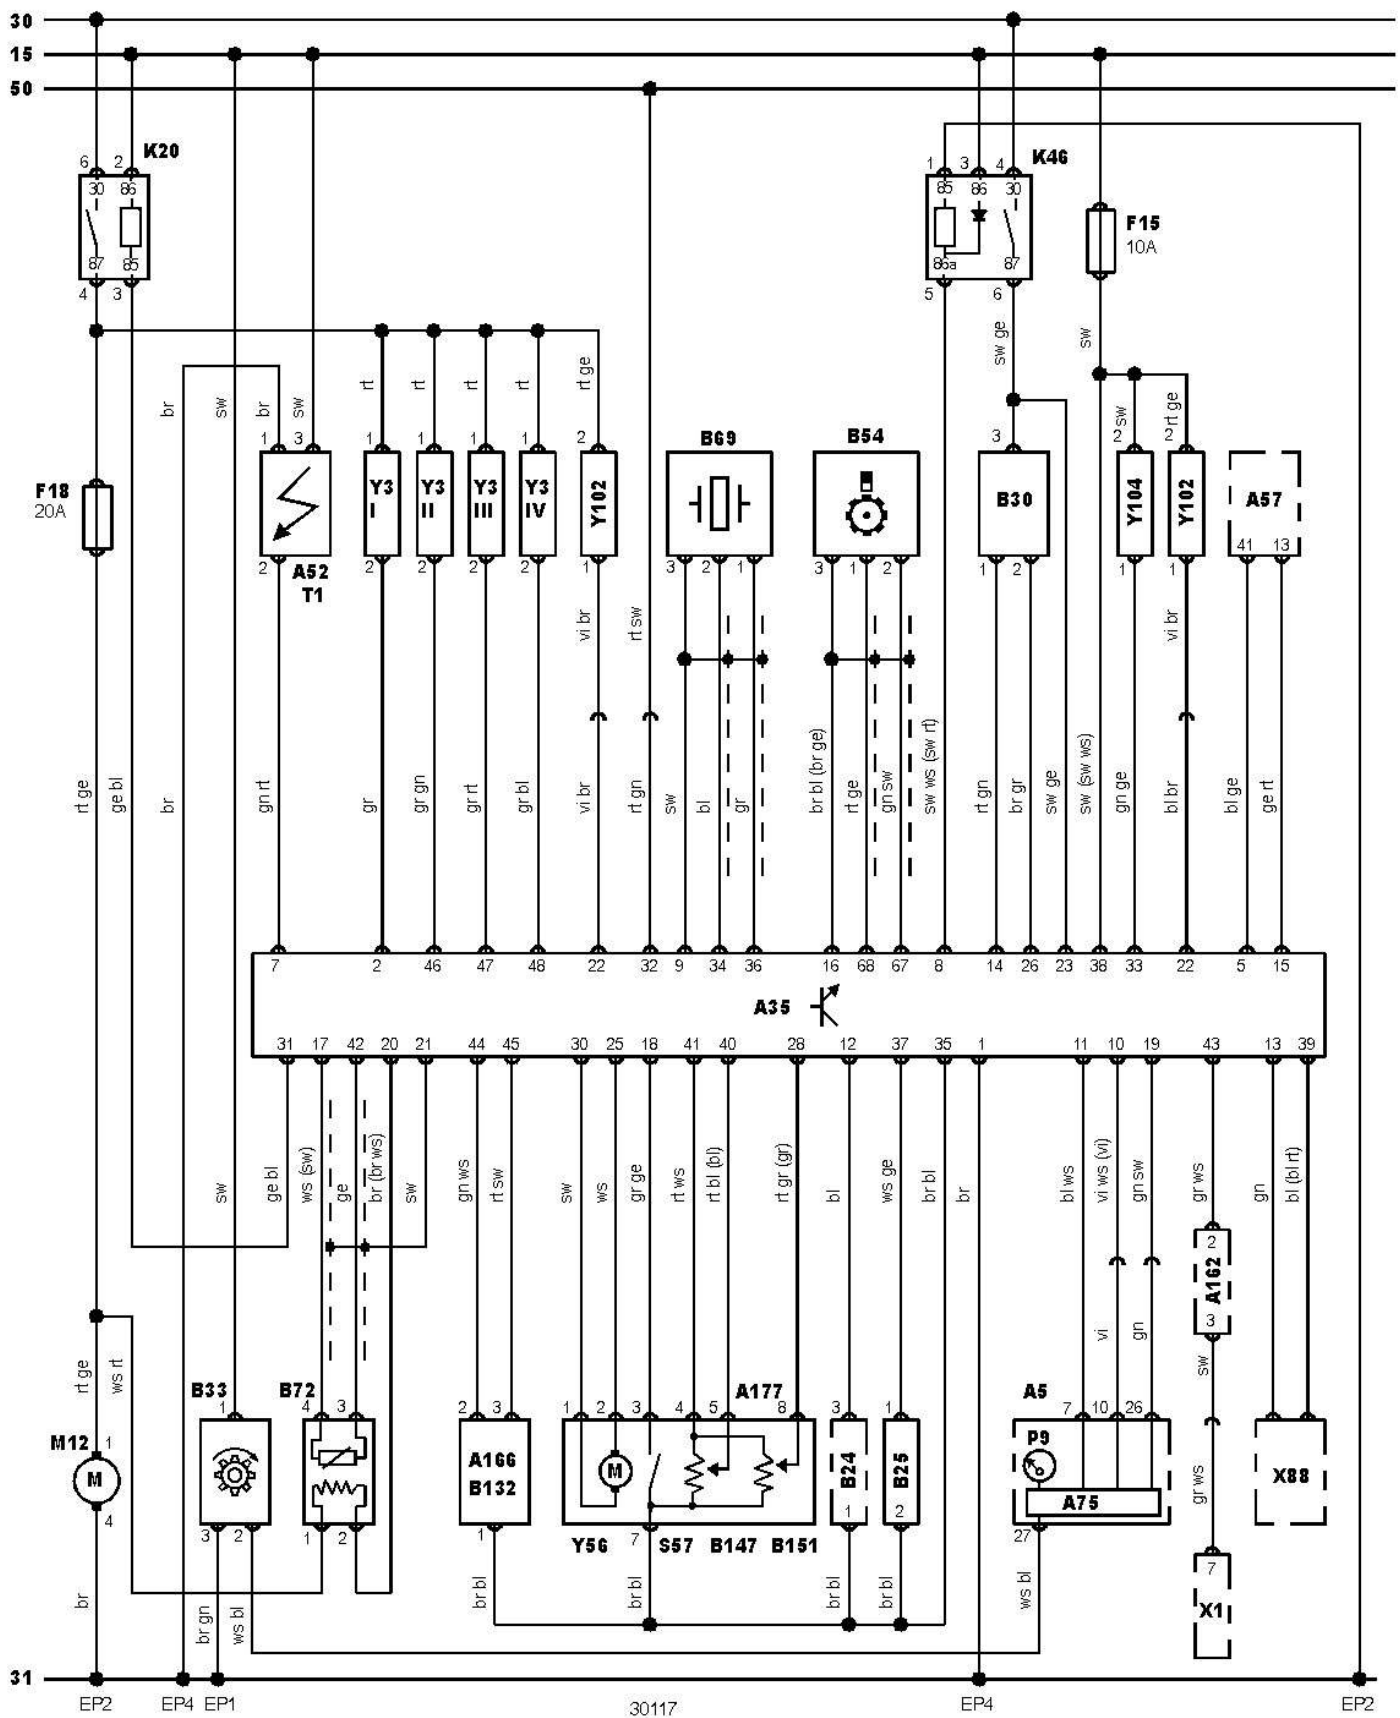 30
15
50
K20
K46
6 2
1 3 4
30 86
85 86 30
F15
10A
87 85
86a 87
4 3
5 6
sw ge
sw
rt ge
rt
rt
rt
rt
br
sw
br
sw
sw
rt ge
1 3
1
1
1
1
2
B69
B54
3
2
2
F18
20A
Y3
I
Y3
II
Y3
III
Y3
IV
Y102
B30
Y104
Y102
A57
41 13
2
2
2
2
2
1
3 2 1
3 1 2
1 2
1
1
A52
T1
vi br
rt sw
vi br
rt ge
ge bl
br
gn rt
gr
gr gn
gr rt
gr bl
vi br
rt gn
sw
bl
gr
br bl (br ge)
rt ge
gn sw
sw ws (sw rt)
rt gn
br gr
sw ge
sw (sw ws)
gn ge
bl br
bl ge
ge rt
7 2 46 47 48 22 32 9 34 36 16 68 67 8 14 26 23 38 33 22 5 15
A35
31 17 42 20 21 44 45 30 25 18 41 40 28 12 37 35 1 11 10 19 43 13 39
sw
ge bl
ws (sw)
ge
br (br ws)
sw
gn ws
rt sw
sw
ws
gr ge
rt ws
rt bl (bl)
rt gr (gr)
bl
ws ge
br bl
br
bl ws
vi ws (vi)
gn sw
gr ws
gn
bl (bl rt)
2
A162
3
vi
gn
sw
rt ge
ws rt
B33
B72
A177
A5
1
4 3
2 3
1 2 3 4 5 8
3
1
7 10 26
M12
1
M
4
A166
B132
M
B24
B25
P9
A75
gr ws
X88
1
2
3 2
1 2
1
Y56
7
S57
B147
B151
27
br
br gn
ws bl
br bl
br bl
br bl
br bl
ws bl
7
X1
31
EP2
EP4
EP1
30117
EP4
EP2